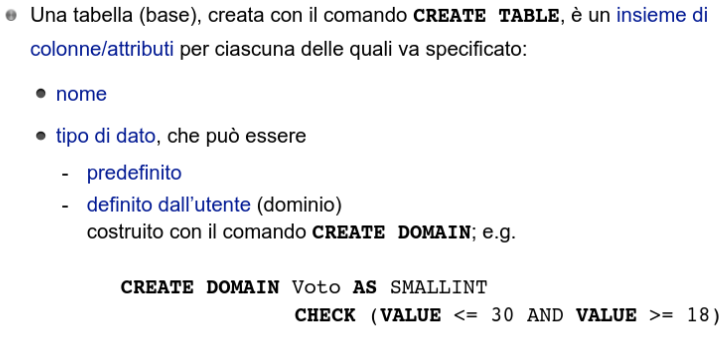 Una tabella (base), creata con il comando CREATE TABLE, è un insieme di
colonne/attributi per ciascuna delle quali va specificato:
nome
tipo di dato, che può essere
- predefinito
- definito dall'utente (dominio)
costruito con il comando CREATE DOMAIN; e.g.
CREATE DOMAIN Voto AS SMALLINT
CHECK (VALUE <= 30 AND VALUE >= 18)